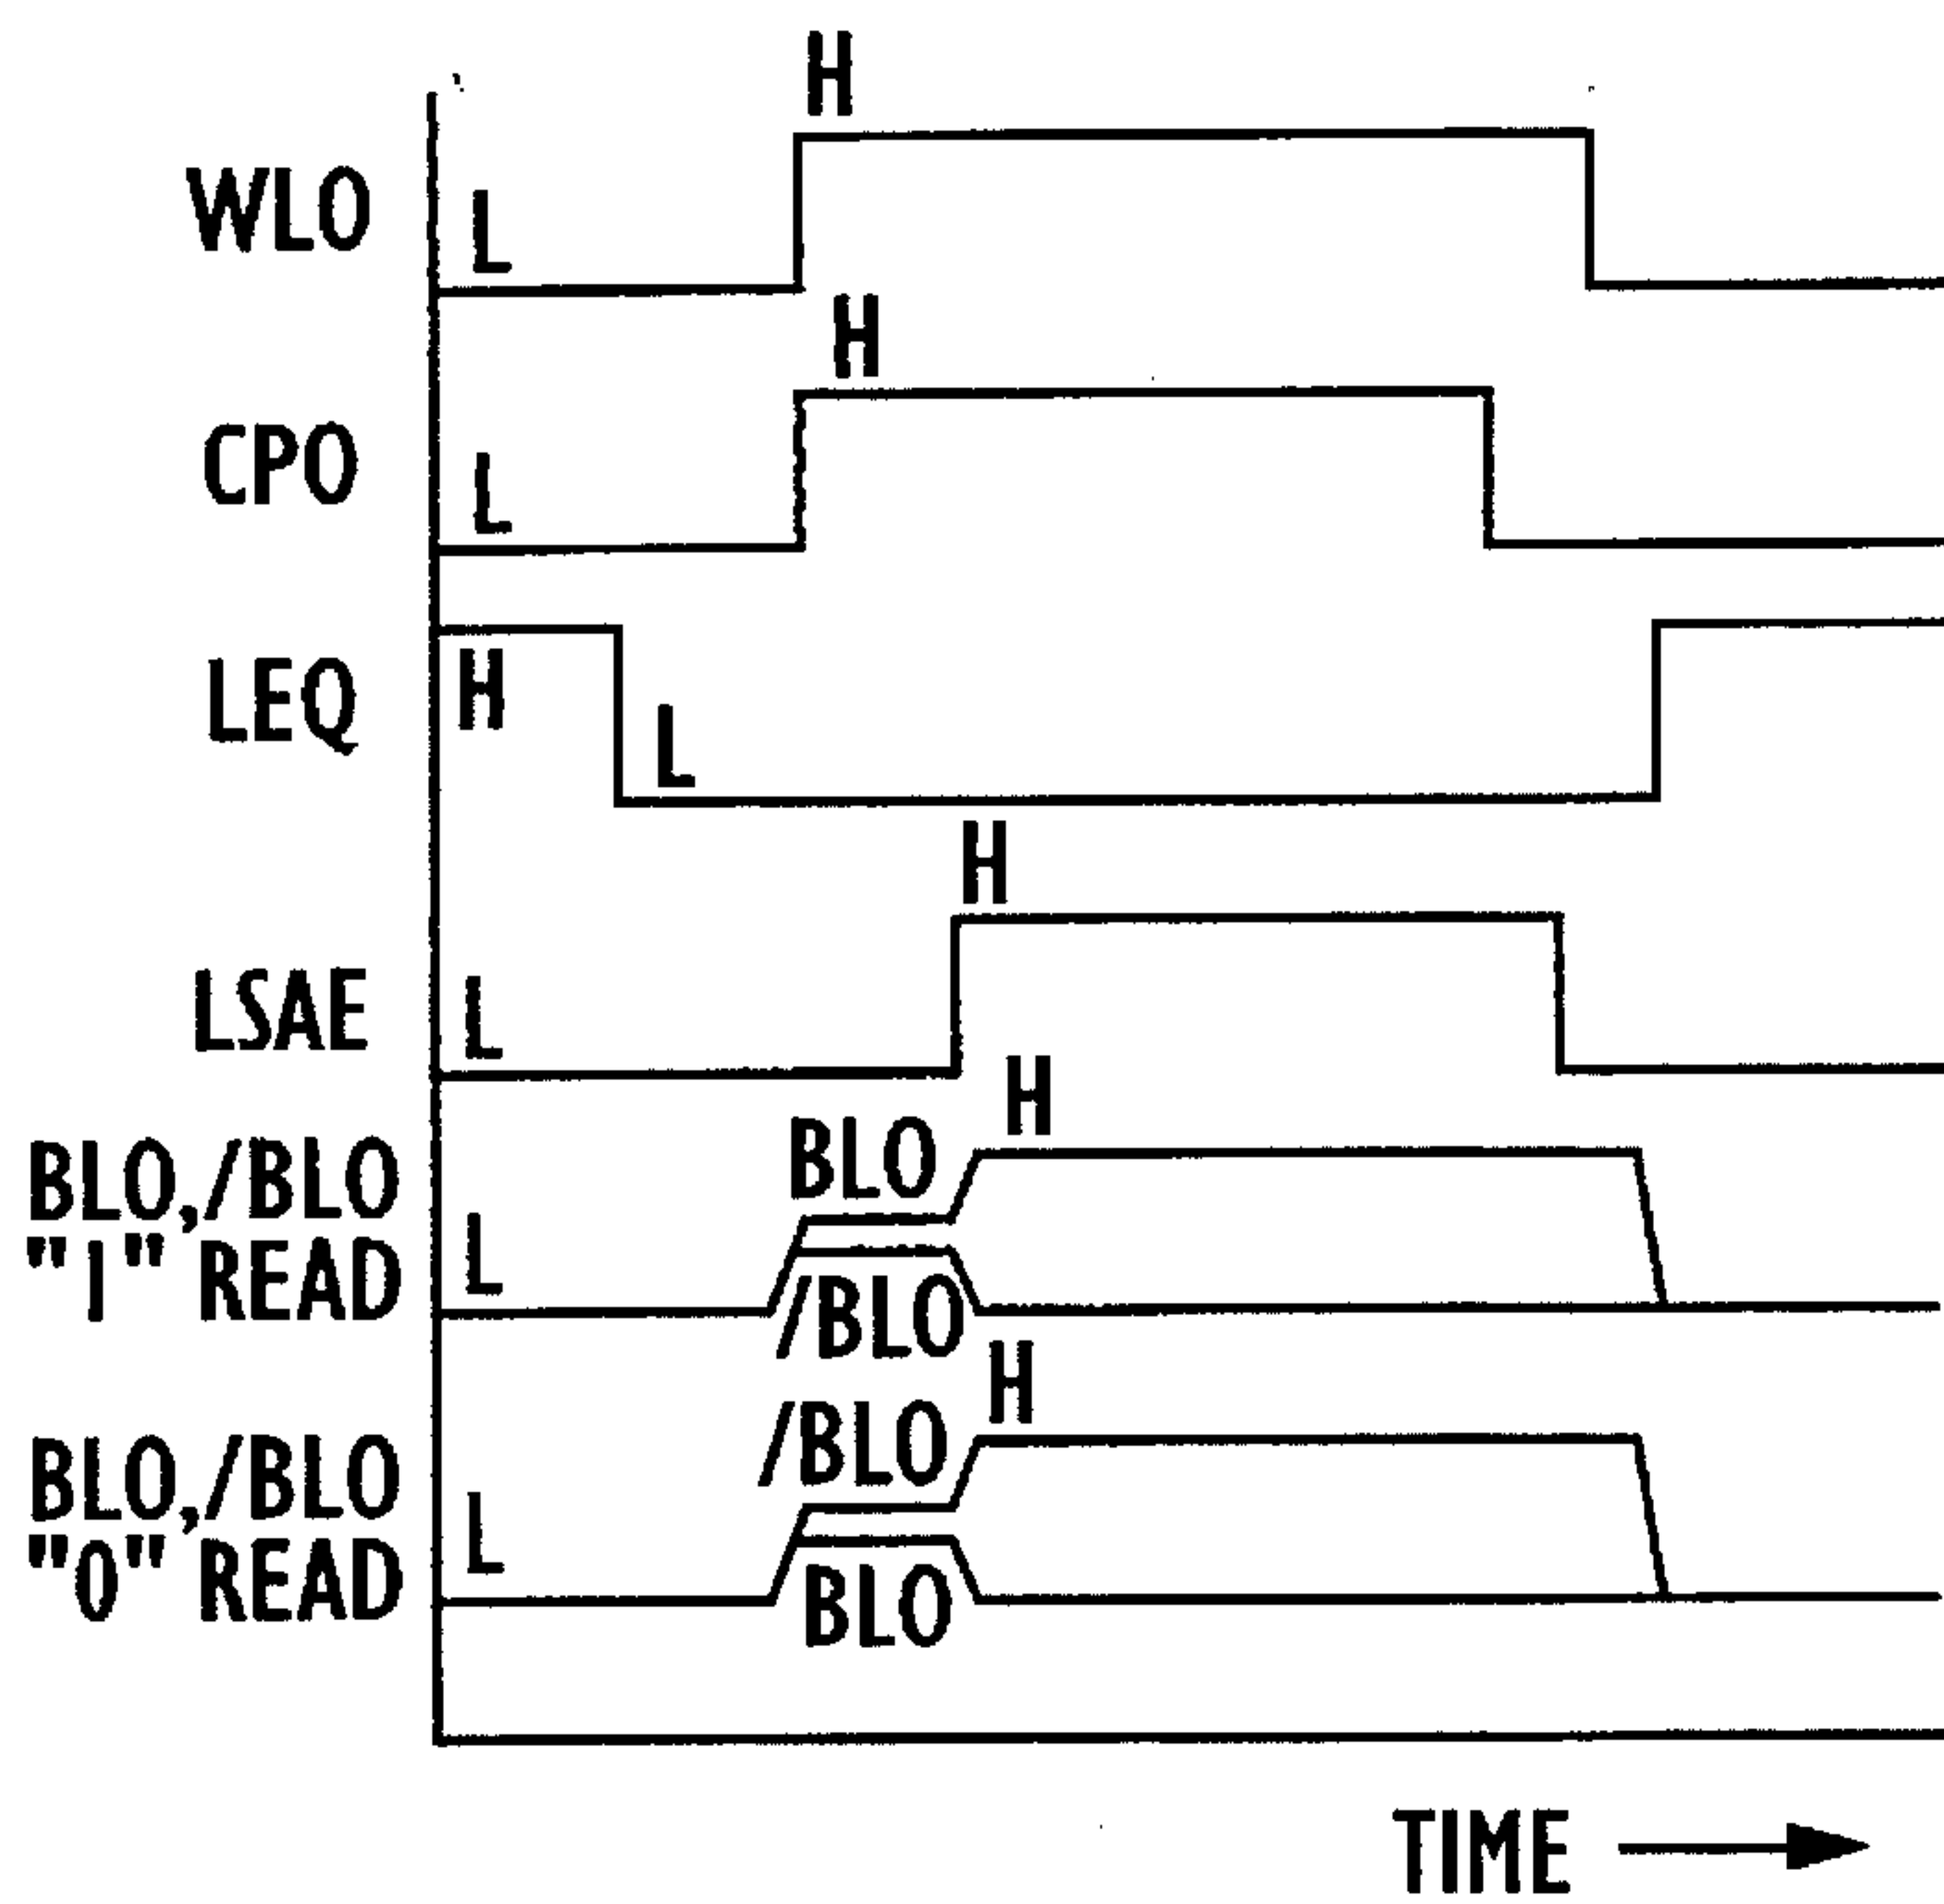 H
WLO L
H
CPO L
LEQ H L
H
LSAE L
H
BLO,/BLO BLO
"1" READ L /BLO
H
BLO,/BLO /BLO
"0" READ L BLO
TIME